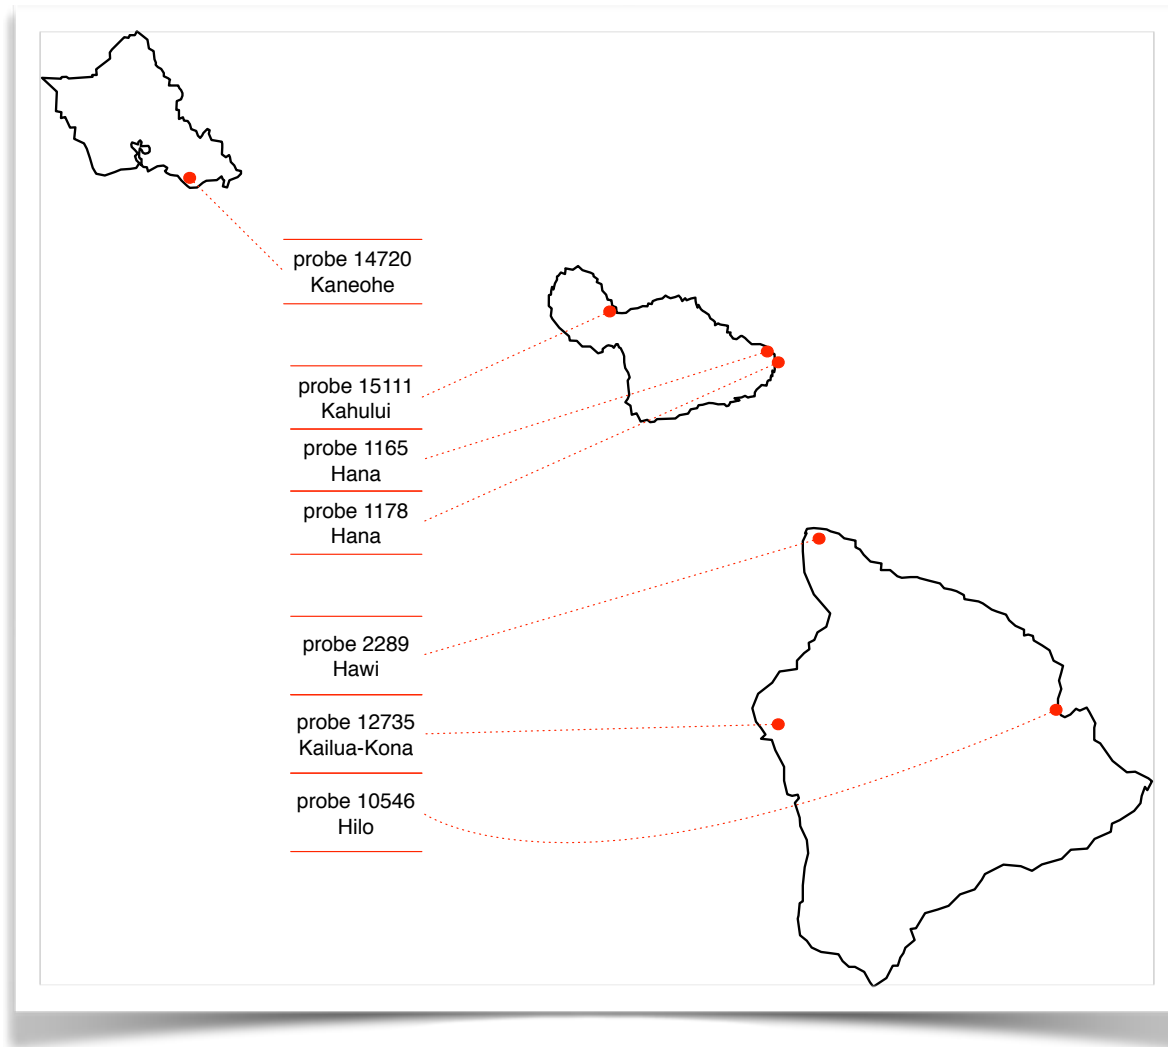 probe 14720
Kaneohe
probe 15111
Kahului
probe 1165
Hana
probe 1178
Hana
probe 2289
Hawi
probe 12735
Kailua-Kona
probe 10546
Hilo